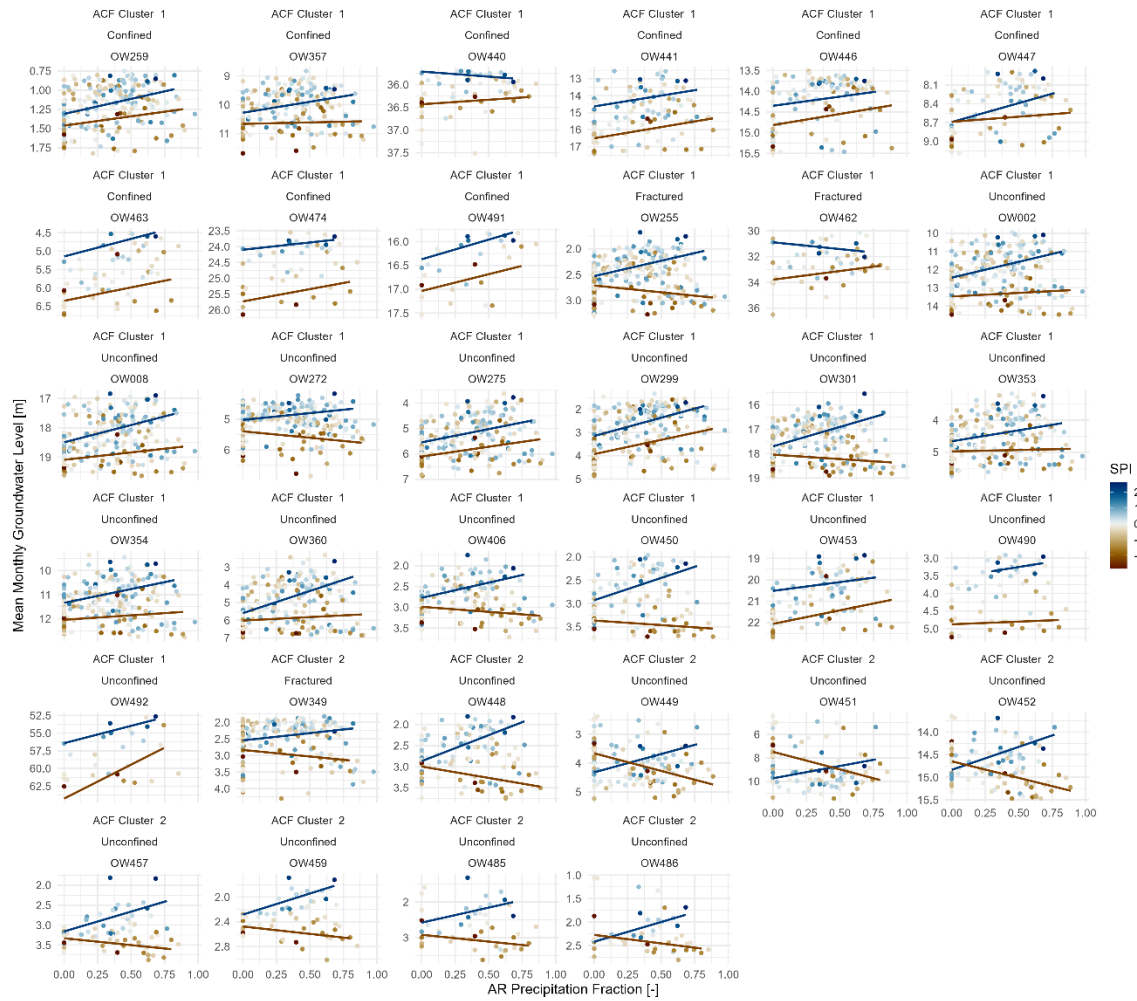 ACF Cluster 1 ACF Cluster 1 ACF Cluster 1 ACF Cluster 1 ACF Cluster 1 ACF Cluster 1
Confined Confined Confined Confined Confined Confined
OW259 OW357 OW440 OW441 OW446 OW447
0.75 1.00 1.25 1.50 1.75
9 10 11
36.0 36.5 37.0 37.5
13 14 15 16 17
13.5 14.0 14.5 15.0 15.5
8.1 8.4 8.7 9.0
ACF Cluster 1 ACF Cluster 1 ACF Cluster 1 ACF Cluster 1 ACF Cluster 1 ACF Cluster 1
Confined Confined Confined Fractured Fractured Unconfined
OW463 OW474 OW491 OW255 OW462 OW002
4.5 5.0 5.5 6.0 6.5
23.5 24.0 24.5 25.0 25.5 26.0
16.0 16.5 17.0 17.5
2.0 2.5 3.0
30 32 34 36
10 11 12 13 14
ACF Cluster 1 ACF Cluster 1 ACF Cluster 1 ACF Cluster 1 ACF Cluster 1 ACF Cluster 1
Unconfined Unconfined Unconfined Unconfined Unconfined Unconfined
OW008 OW272 OW275 OW299 OW301 OW353
17 18 19
5 6
4 5 6 7
2 3 4 5
16 17 18 19
4 5
ACF Cluster 1 ACF Cluster 1 ACF Cluster 1 ACF Cluster 1 ACF Cluster 1 ACF Cluster 1
Unconfined Unconfined Unconfined Unconfined Unconfined Unconfined
OW354 OW360 OW406 OW450 OW453 OW490
10 11 12
3 4 5 6 7
2.0 2.5 3.0 3.5
2.0 2.5 3.0 3.5
19 20 21 22
3.0 3.5 4.0 4.5 5.0
ACF Cluster 1 ACF Cluster 2 ACF Cluster 2 ACF Cluster 2 ACF Cluster 2 ACF Cluster 2
Unconfined Fractured Unconfined Unconfined Unconfined Unconfined
OW492 OW349 OW448 OW449 OW451 OW452
52.5 55.0 57.5 60.0 62.5
2.0 2.5 3.0 3.5 4.0
2.0 2.5 3.0 3.5
3 4 5
6 8 10
14.0 14.5 15.0 15.5
0.00 0.25 0.50 0.75 1.00 0.00 0.25 0.50 0.75 1.00
ACF Cluster 2 ACF Cluster 2 ACF Cluster 2 ACF Cluster 2
Unconfined Unconfined Unconfined Unconfined
OW457 OW459 OW485 OW486
2.0 2.5 3.0 3.5
2.0 2.4 2.8
2 3
1.0 1.5 2.0 2.5
0.00 0.25 0.50 0.75 1.00 0.00 0.25 0.50 0.75 1.00 0.00 0.25 0.50 0.75 1.00 0.00 0.25 0.50 0.75 1.00
AR Precipitation Fraction [-]
Mean Monthly Groundwater Level [m]
SPI
2
0